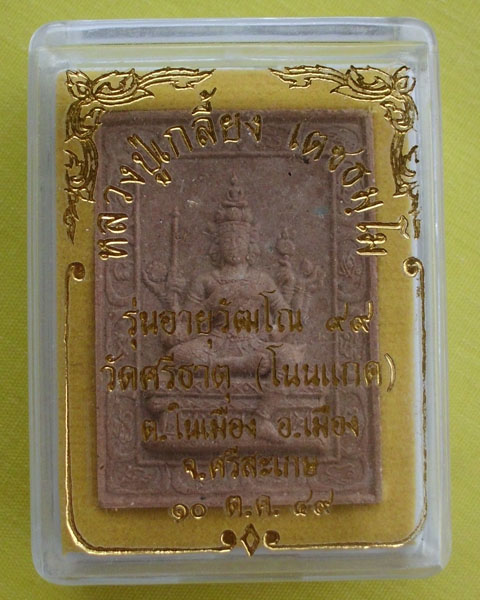 หลวงปู่เกลี้ยง เตชธมฺโม
รุ่นอายุวัฒโณ ๙๙
วัดศรีธาตุ (โนนแกด)
ต.ในเมือง อ.เมือง
จ.ศรีสะเกษ
๑๐ ต.ค. ๔๙